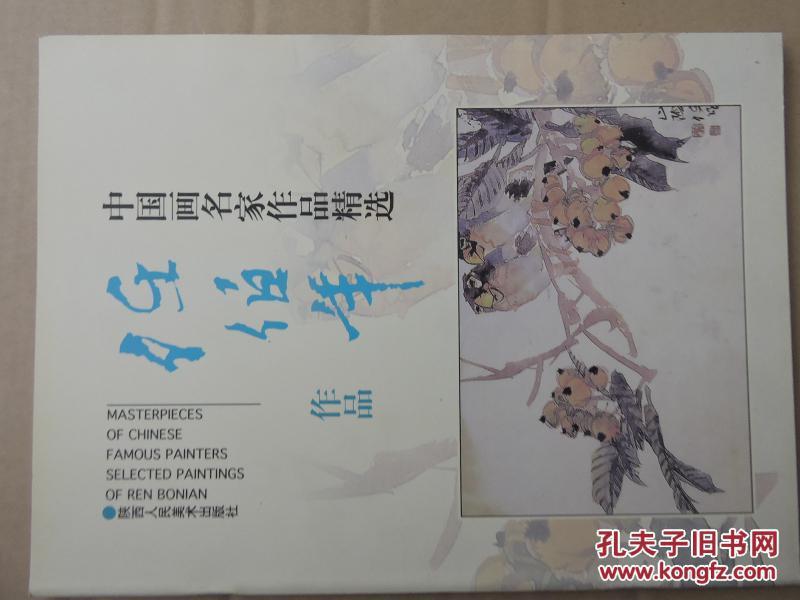 中国画名家作品精选
任伯年
作品
MASTERPIECES
OF CHINESE
FAMOUS PAINTERS
SELECTED PAINTINGS
OF REN BONIAN
陕西人民美术出版社
孔夫子旧书网
www.kongfz.com